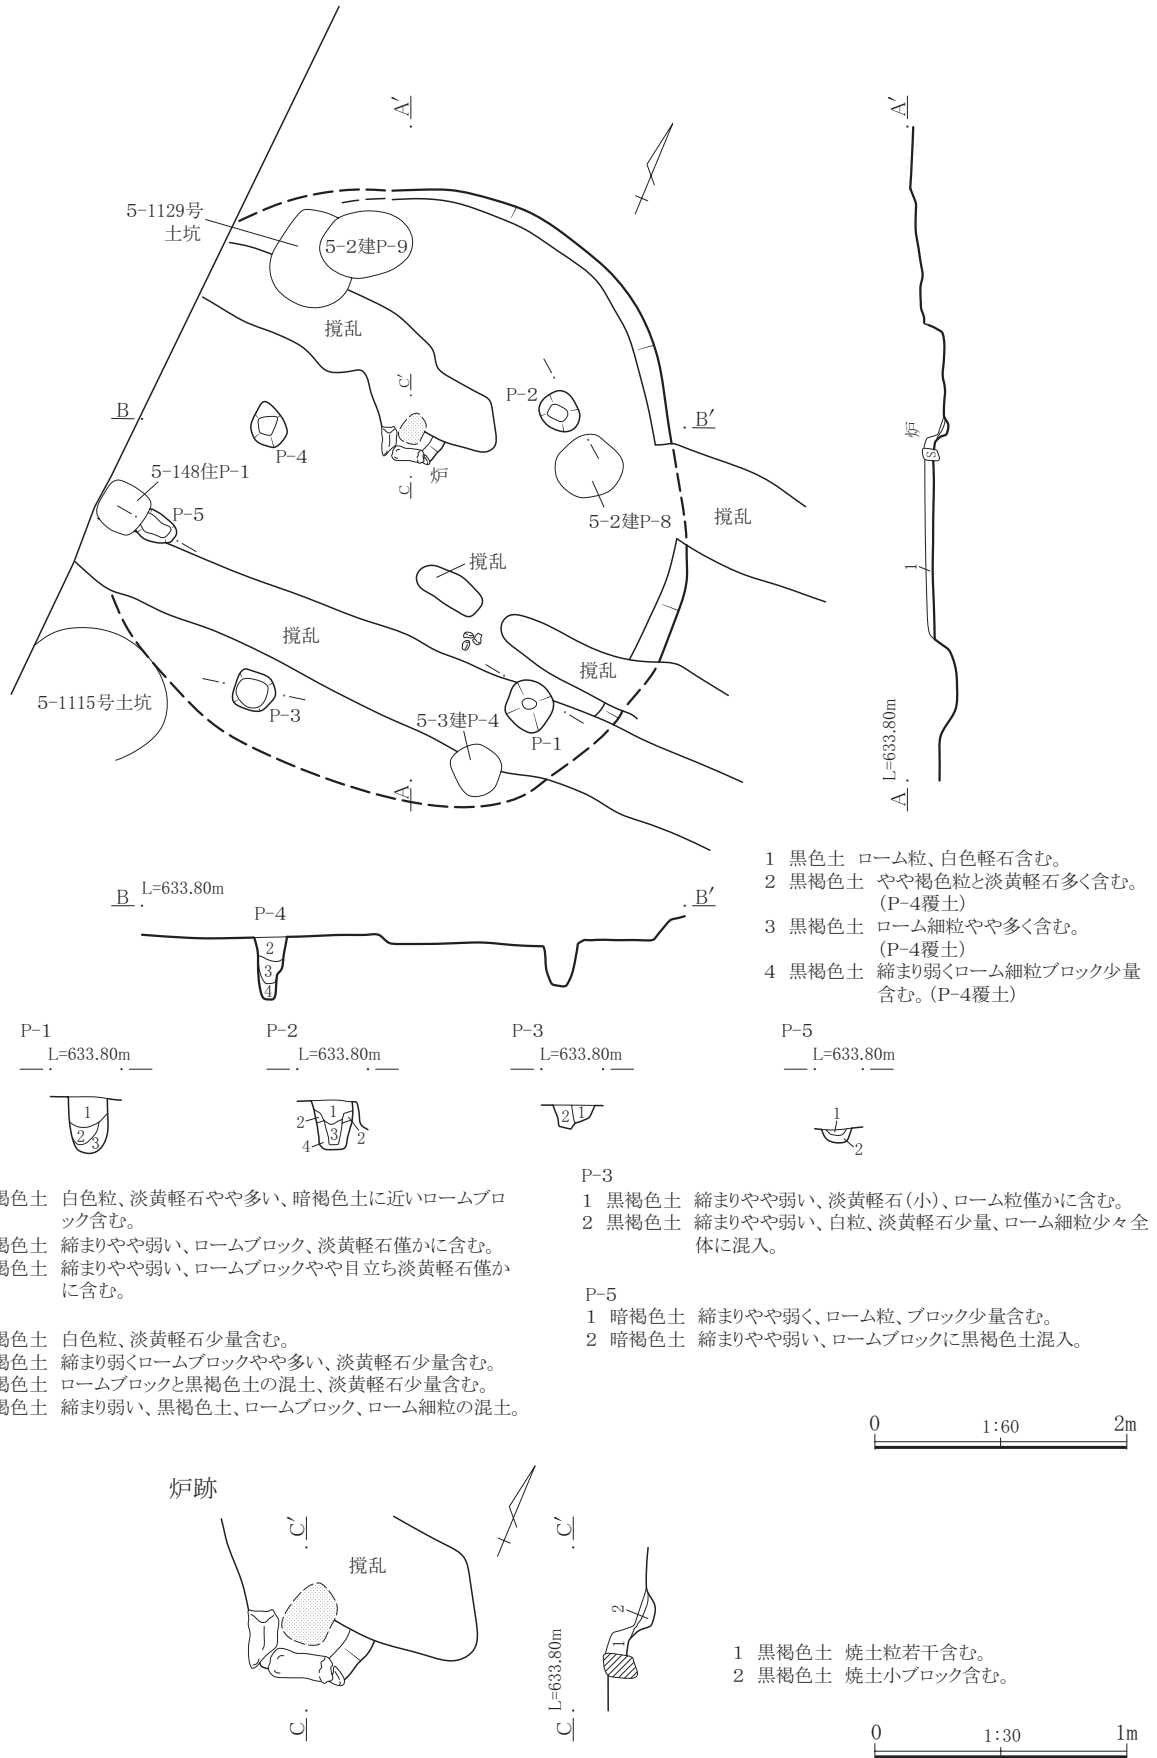 A′
A′
5-1129号
土坑
5-2建P-9
撹乱
C′
P-2
B
B′
炉
P-4
S
5-148住P-1
炉
C
P-5
5-2建P-8
撹乱
撹乱
1
撹乱
撹乱
5-1115号土坑
P-3
5-3建P-4
P-1
L=633.80m
A
A
1 黒色土 ローム粒、白色軽石含む。
2 黒褐色土 やや褐色粒と淡黄軽石多く含む。
(P-4覆土)
3 黒褐色土 ローム細粒やや多く含む。
(P-4覆土)
4 黒褐色土 締まり弱くローム細粒ブロック少量
含む。(P-4覆土)
B L=633.80m
B′
P-4
2
3
4
P-1
L=633.80m
1
2
3
P-2
L=633.80m
1
2
2
3
4
P-3
L=633.80m
2 1
P-5
L=633.80m
1
2
褐色土 白色粒、淡黄軽石やや多い、暗褐色土に近いロームブロ
ック含む。
褐色土 締まりやや弱い、ロームブロック、淡黄軽石僅かに含む。
褐色土 締まりやや弱い、ロームブロックやや目立ち淡黄軽石僅か
に含む。
褐色土 白色粒、淡黄軽石少量含む。
褐色土 締まり弱くロームブロックやや多い、淡黄軽石少量含む。
褐色土 ロームブロックと黒褐色土の混土、淡黄軽石少量含む。
褐色土 締まり弱い、黒褐色土、ロームブロック、ローム細粒の混土。
P-3
1 黒褐色土 締まりやや弱い、淡黄軽石(小)、ローム粒僅かに含む。
2 黒褐色土 締まりやや弱い、白粒、淡黄軽石少量、ローム細粒少々全
体に混入。
P-5
1 暗褐色土 締まりやや弱く、ローム粒、ブロック少量含む。
2 暗褐色土 締まりやや弱い、ロームブロックに黒褐色土混入。
0 1:60 2m
炉跡
C′
撹乱
C
C′
2
1
L=633.80m
C
1 黒褐色土 焼土粒若干含む。
2 黒褐色土 焼土小ブロック含む。
0 1:30 1m